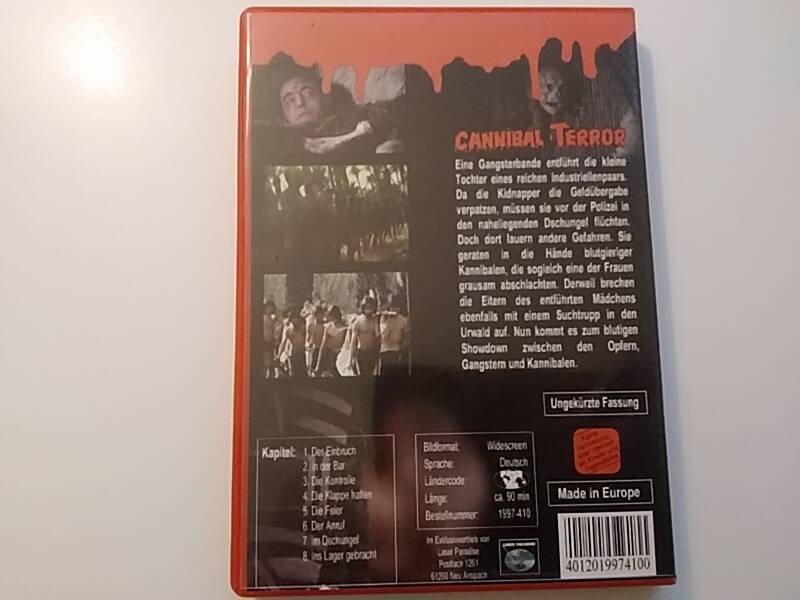 CANNIBAL TERROR
Eine Gangsterbande entführt die kleine
Tochter eines reichen Industriellenpaars.
Da die Kidnapper die Geldübergabe
verpatzen, müssen sie vor der Polizei in
den naheliegenden Dschungel flüchten.
Doch dort lauern andere Gefahren. Sie
geraten in die Hände blutgieriger
Kannibalen, die sogleich eine der Frauen
grausam abschlachten. Derweil brechen
die Eltern des entführten Mädchens
ebenfalls mit einem Suchtrupp in den
Urwald auf. Nun kommt es zum blutigen
Showdown zwischen den Opfern,
Gangstern und Kannibalen.
Ungekürzte Fassung
Kapitel: 1. Der Einbruch
2. In der Bar
3. Die Kontrolle
4. Die Klappe halten
5. Die Feier
6. Der Anruf
7. Im Dschungel
8. Ins Lager gebracht
Bildformat: Widescreen
Sprache: Deutsch
Ländercode:
Länge: ca. 90 min
Bestellnummer: 1997-410
Im Exklusivvertrieb von
Laser Paradise
Postfach 1261
61260 Neu Anspach
Made in Europe
4012019974100